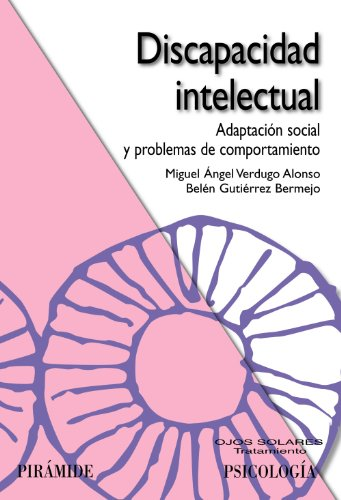 Discapacidad
intelectual
Adaptación social
y problemas de comportamiento
Miguel Ángel Verdugo Alonso
Belén Gutiérrez Bermejo
OJOS SOLARES
Tratamiento
PIRÁMIDE
PSICOLOGÍA